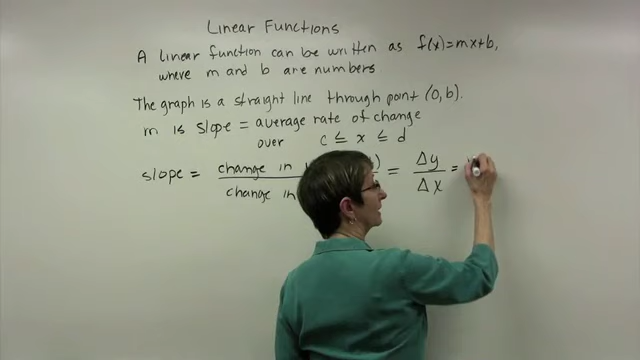 Linear Functions
A linear function can be written as f(x)=mx+b,
where m and b are numbers
The graph is a straight line through point (0,b).
m is slope = average rate of change
over c ≤ x ≤ d
slope = change in ) = Δy =
change in Δx